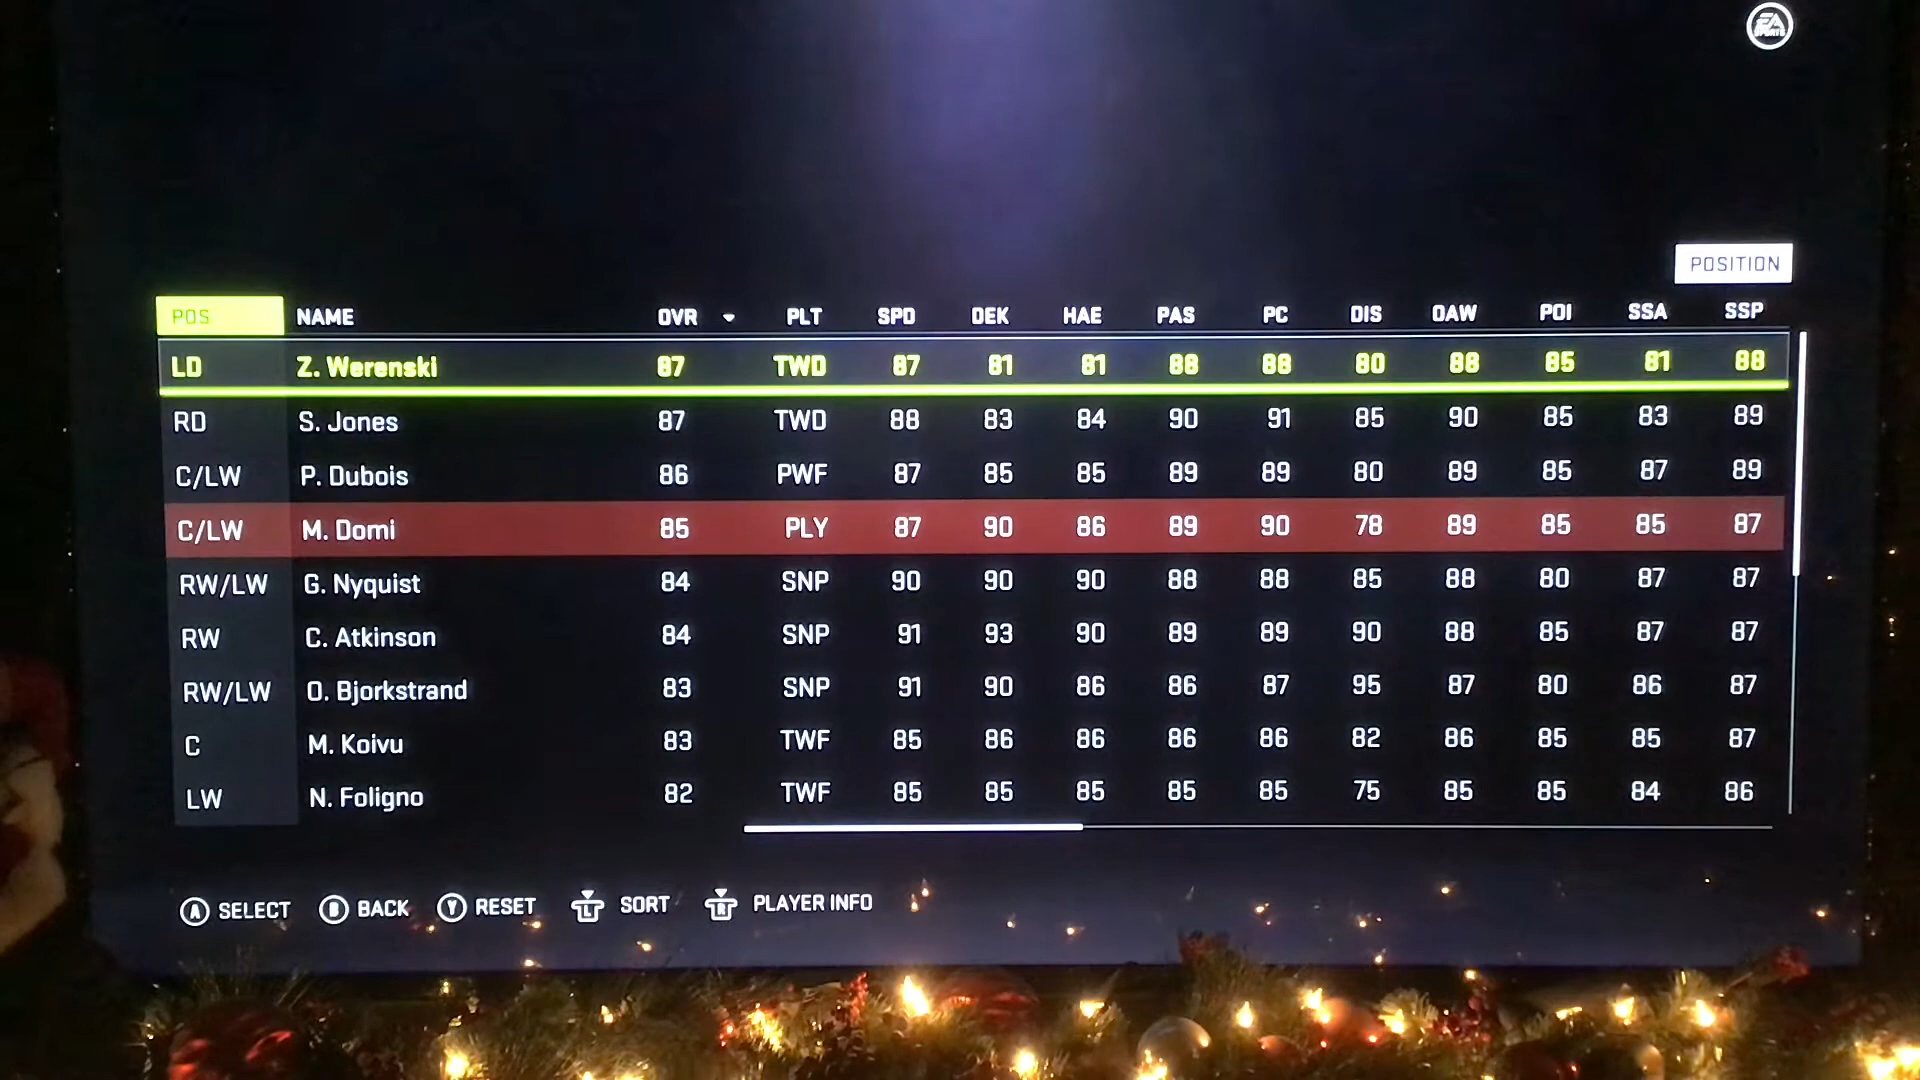 EA SPORTS
POSITION
POS NAME OVR PLT SPD DEK HAE PAS PC DIS OAW POI SSA SSP
LD Z. Werenski 87 TWD 87 81 81 88 88 80 88 85 81 88
RD S. Jones 87 TWD 88 83 84 90 91 85 90 85 83 89
C/LW P. Dubois 86 PWF 87 85 85 89 89 80 89 85 87 89
C/LW M. Domi 85 PLY 87 90 86 89 90 78 89 85 85 87
RW/LW G. Nyquist 84 SNP 90 90 90 88 88 85 88 80 87 87
RW C. Atkinson 84 SNP 91 93 90 89 89 90 88 85 87 87
RW/LW O. Bjorkstrand 83 SNP 91 90 86 86 87 95 87 80 86 87
C M. Koivu 83 TWF 85 86 86 86 86 82 86 85 85 87
LW N. Foligno 82 TWF 85 85 85 85 85 75 85 85 84 86
A SELECT B BACK Y RESET L SORT R PLAYER INFO